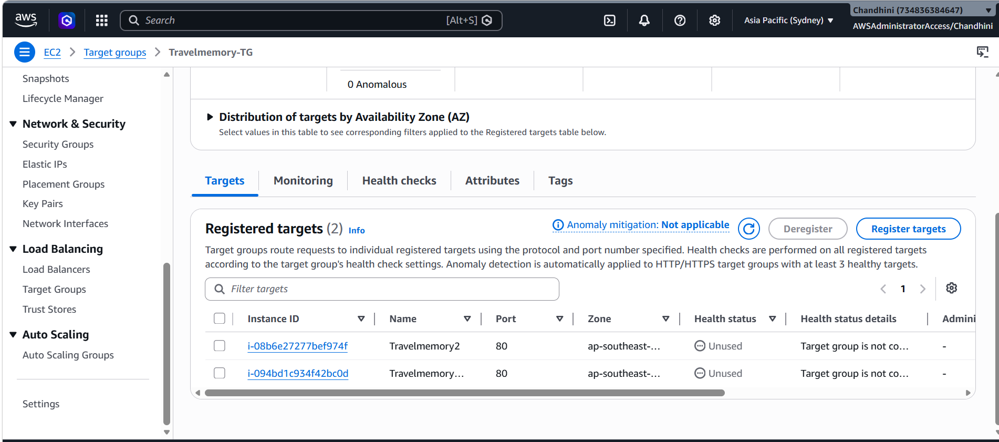 aws
Search [Alt+S]
Asia Pacific (Sydney)
Chandhini (734836384647)
AWSAdministratorAccess/Chandhini
EC2 Target groups Travelmemory-TG
Snapshots
Lifecycle Manager
Network & Security
Security Groups
Elastic IPs
Placement Groups
Key Pairs
Network Interfaces
Load Balancing
Load Balancers
Target Groups
Trust Stores
Auto Scaling
Auto Scaling Groups
Settings
0 Anomalous
Distribution of targets by Availability Zone (AZ)
Select values in this table to see corresponding filters applied to the Registered targets table below.
Targets Monitoring Health checks Attributes Tags
Registered targets (2) Info
Anomaly mitigation: Not applicable
Deregister
Register targets
Target groups route requests to individual registered targets using the protocol and port number specified. Health checks are performed on all registered targets
according to the target group's health check settings. Anomaly detection is automatically applied to HTTP/HTTPS target groups with at least 3 healthy targets.
Filter targets
1
Instance ID Name Port Zone Health status Health status details Admini
i-08b6e27277bef974f Travelmemory2 80 ap-southeast-... Unused Target group is not co... -
i-094bd1c934f42bc0d Travelmemory... 80 ap-southeast-... Unused Target group is not co... -